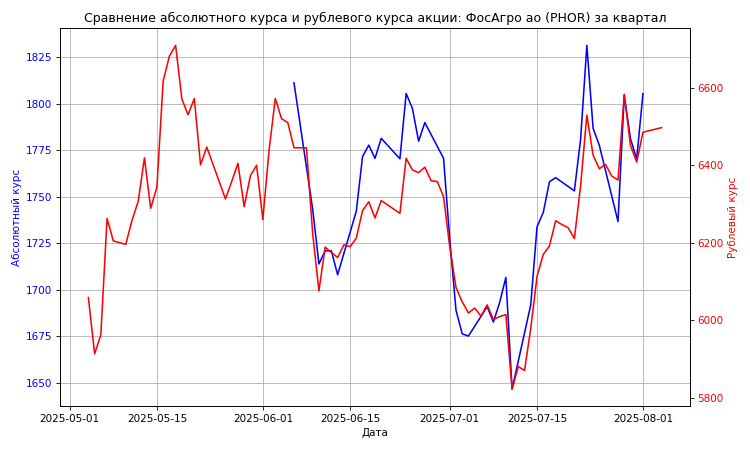 Сравнение абсолютного курса и рублевого курса акции: ФосАгро ао (PHOR) за квартал
1825
1800
1775
1750
1725
1700
1675
1650
Абсолютный курс
6600
6400
6200
6000
5800
Рублевый курс
2025-05-01 2025-05-15 2025-06-01 2025-06-15 2025-07-01 2025-07-15 2025-08-01
Дата